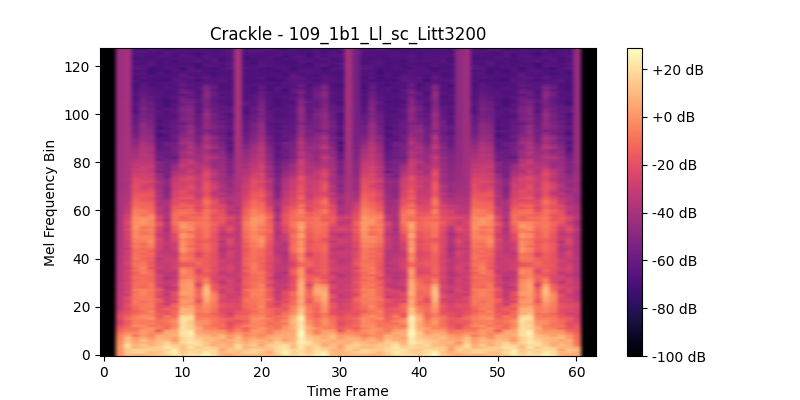 Crackle - 109_1b1_Ll_sc_Litt3200
120
100
80
60
40
20
0
Mel Frequency Bin
0 10 20 30 40 50 60
Time Frame
+20 dB
+0 dB
-20 dB
-40 dB
-60 dB
-80 dB
-100 dB